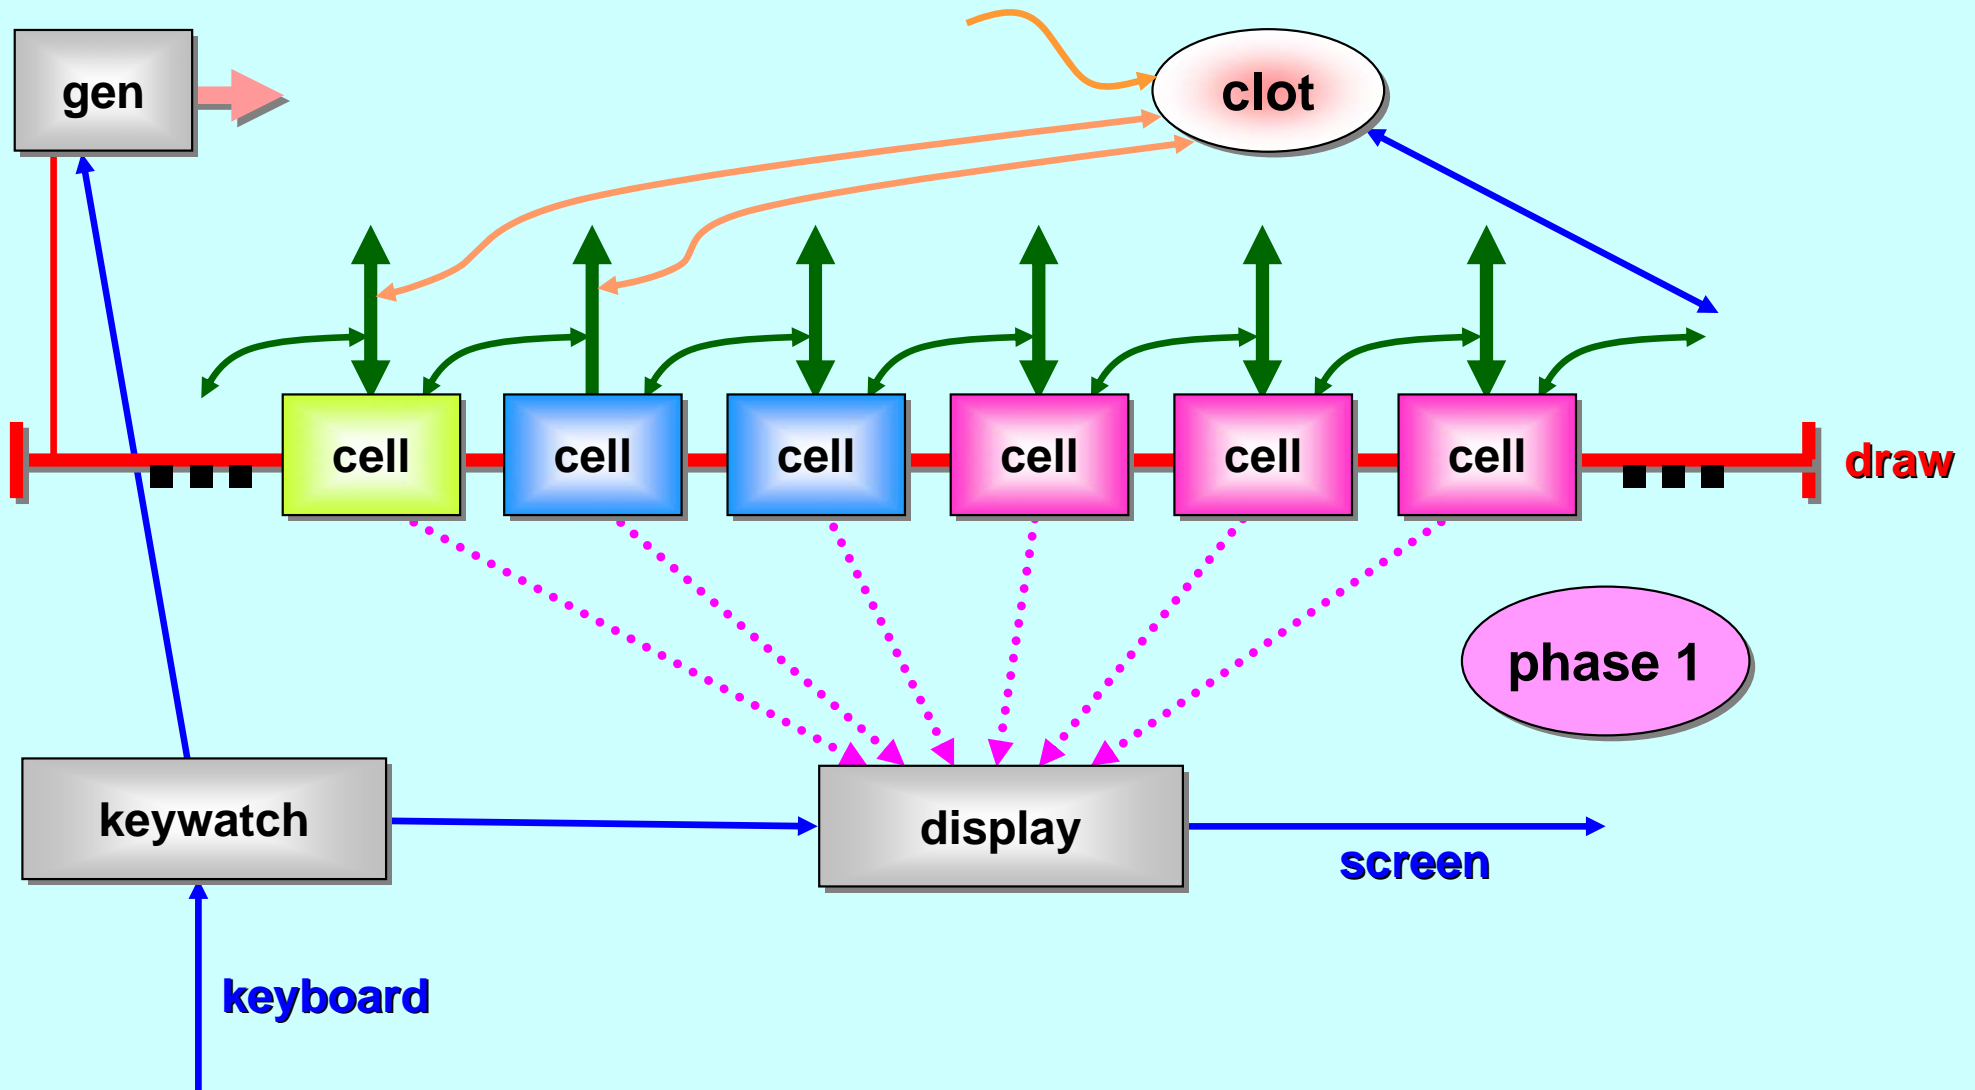 gen
clot
cell
cell
cell
cell
cell
cell
draw
phase 1
keywatch
display
screen
keyboard